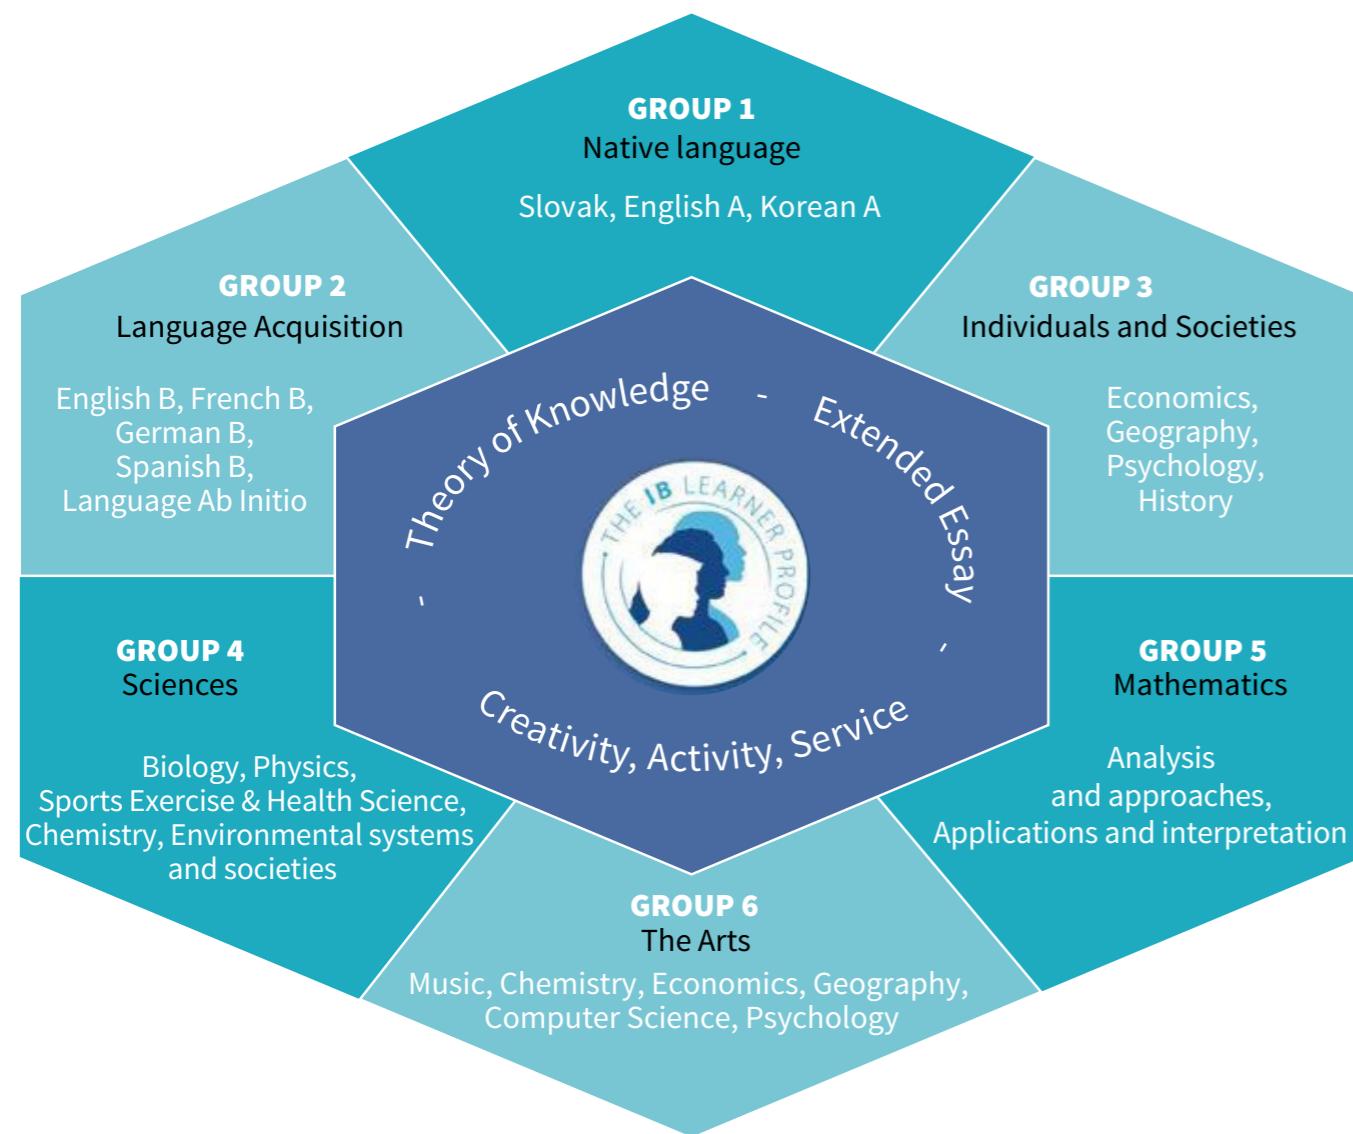 GROUP 1
Native language
Slovak, English A, Korean A
GROUP 2
Language Acquisition
English B, French B,
German B,
Spanish B,
Language Ab Initio
GROUP 3
Individuals and Societies
Economics,
Geography,
Psychology,
History
- Theory of Knowledge - Extended Essay -
Creativity, Activity, Service
THE IB LEARNER PROFILE
GROUP 4
Sciences
Biology, Physics,
Sports Exercise & Health Science,
Chemistry, Environmental systems
and societies
GROUP 5
Mathematics
Analysis
and approaches,
Applications and interpretation
GROUP 6
The Arts
Music, Chemistry, Economics, Geography,
Computer Science, Psychology